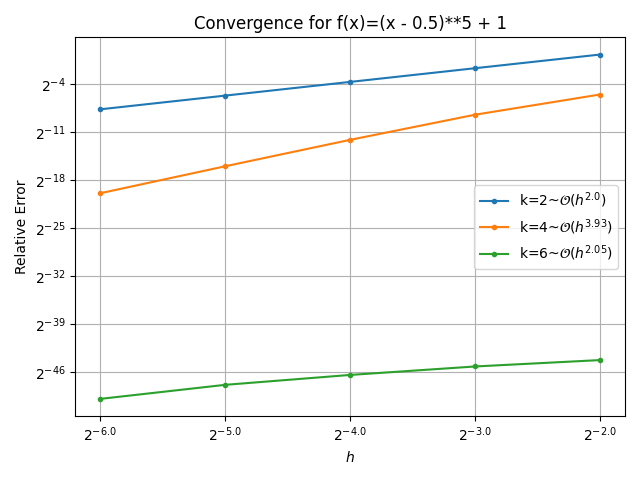 Convergence for f(x)=(x - 0.5)**5 + 1
2^{-4}
2^{-11}
2^{-18}
2^{-25}
2^{-32}
2^{-39}
2^{-46}
Relative Error
k=2~𝒪(h^{2.0})
k=4~𝒪(h^{3.93})
k=6~𝒪(h^{2.05})
2^{-6.0} 2^{-5.0} 2^{-4.0} 2^{-3.0} 2^{-2.0}
h